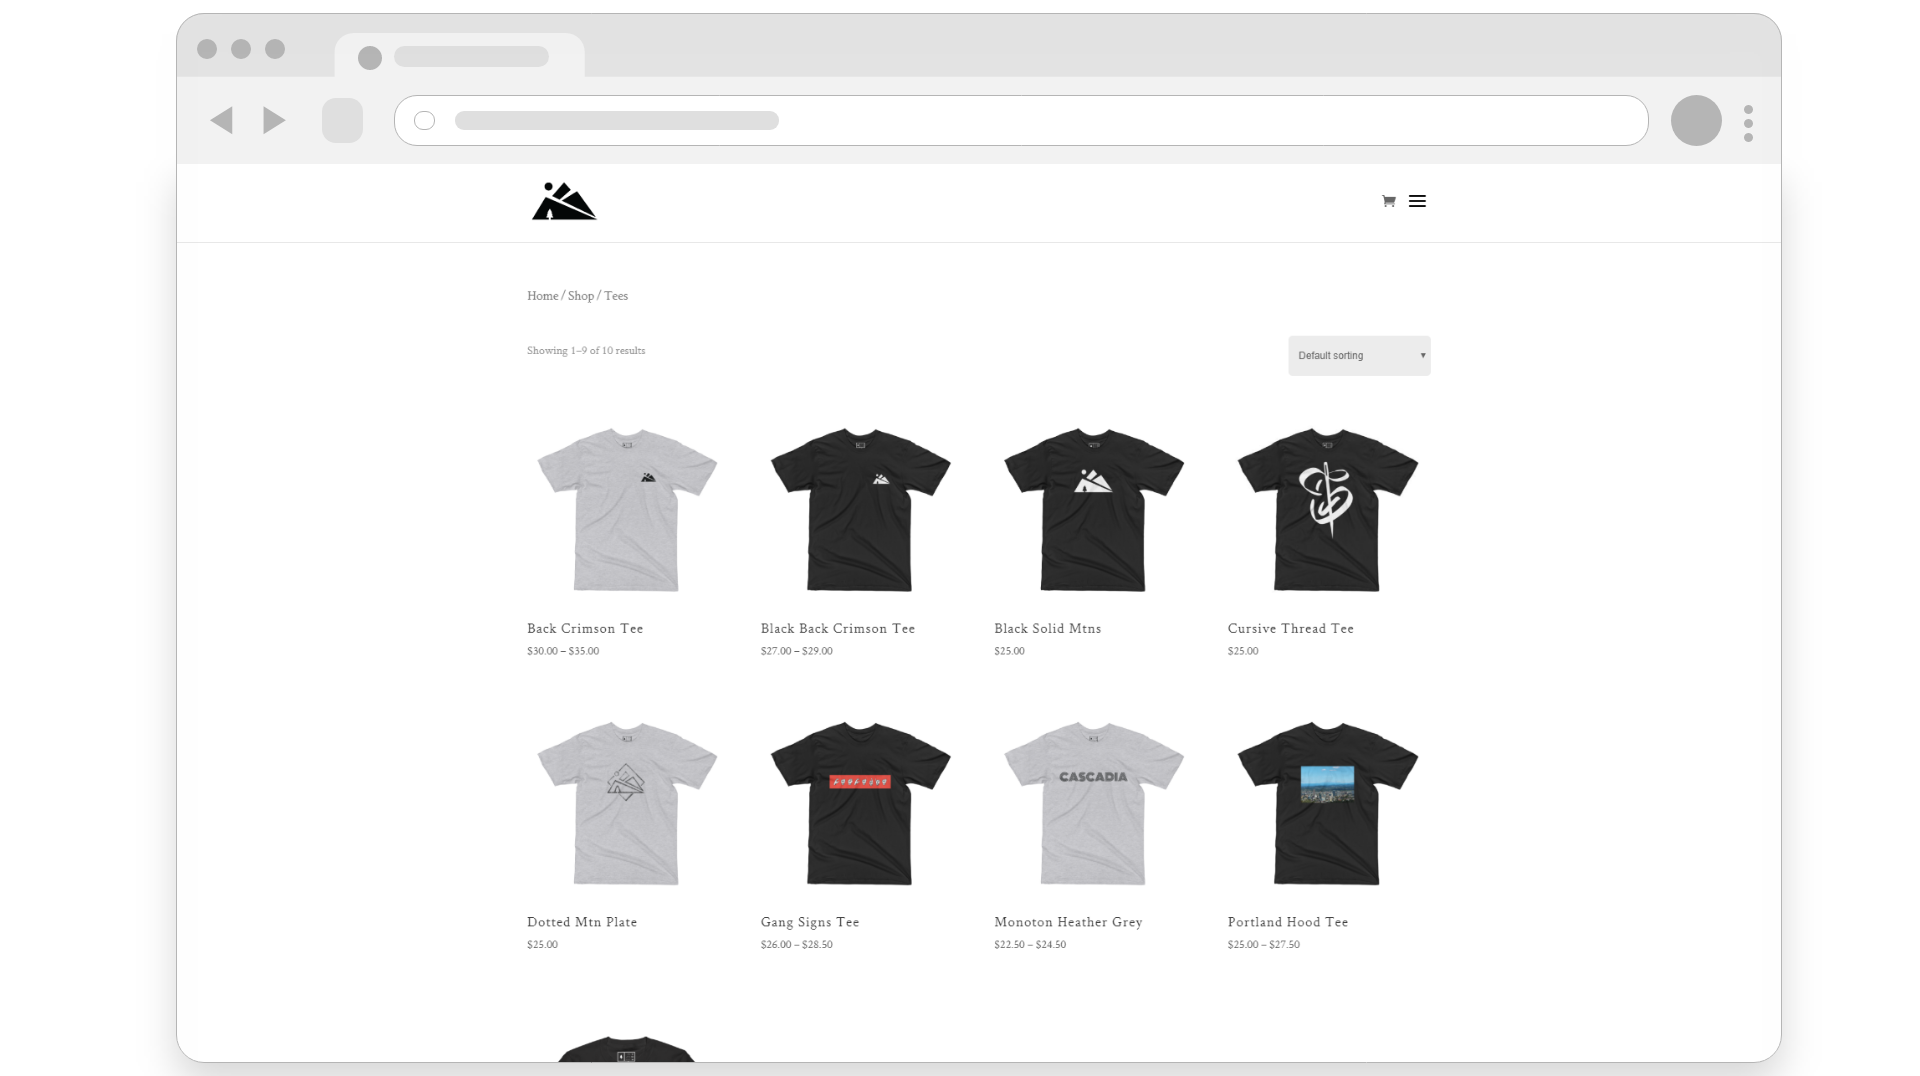 Home / Shop / Tees
Showing 1–9 of 10 results
Default sorting
Back Crimson Tee
$30.00 – $35.00
Black Back Crimson Tee
$27.00 – $29.00
Black Solid Mtns
$25.00
Cursive Thread Tee
$25.00
CASCADIA
Dotted Mtn Plate
$25.00
Gang Signs Tee
$26.00 – $28.50
Monoton Heather Grey
$22.50 – $24.50
Portland Hood Tee
$25.00 – $27.50